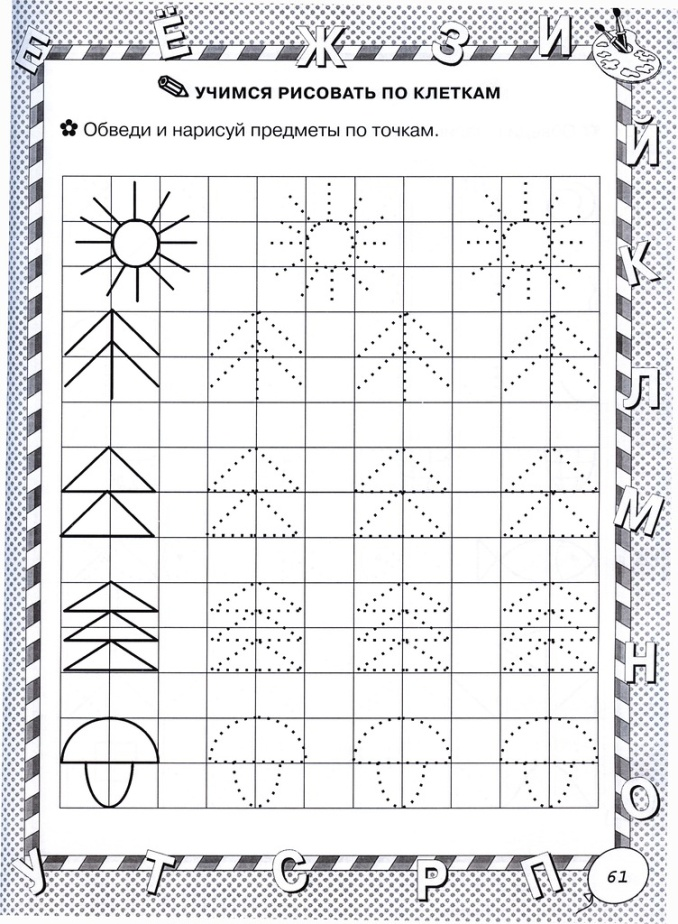 Е Ё Ж З И
УЧИМСЯ РИСОВАТЬ ПО КЛЕТКАМ
Обведи и нарисуй предметы по точкам.
Й
К
Л
М
Н
О
У Т С Р П
61